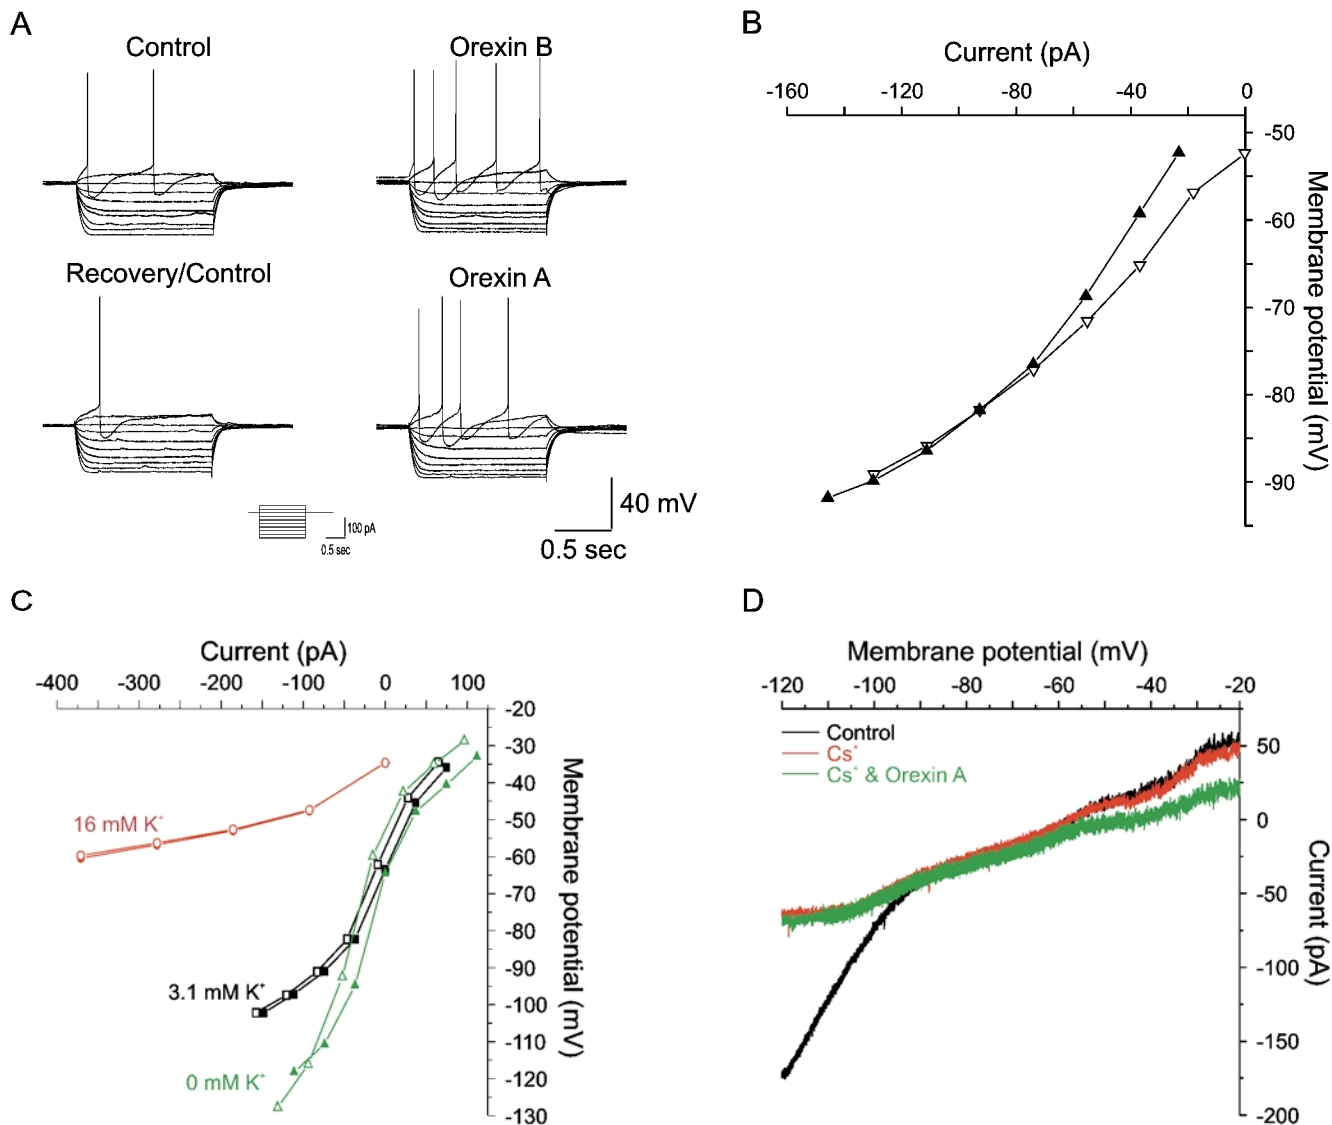 A
Control
Orexin B
Recovery/Control
Orexin A
100 pA
0.5 sec
40 mV
0.5 sec
B
Current (pA)
-160 -120 -80 -40 0
-50
-60
-70
-80
-90
Membrane potential (mV)
C
Current (pA)
-400 -300 -200 -100 0 100
-20
-30
-40
-50
-60
-70
-80
-90
-100
-110
-120
-130
Membrane potential (mV)
16 mM K⁺
3.1 mM K⁺
0 mM K⁺
D
Membrane potential (mV)
-120 -100 -80 -60 -40 -20
Control
Cs⁺
Cs⁺ & Orexin A
50
0
-50
-100
-150
-200
Current (pA)